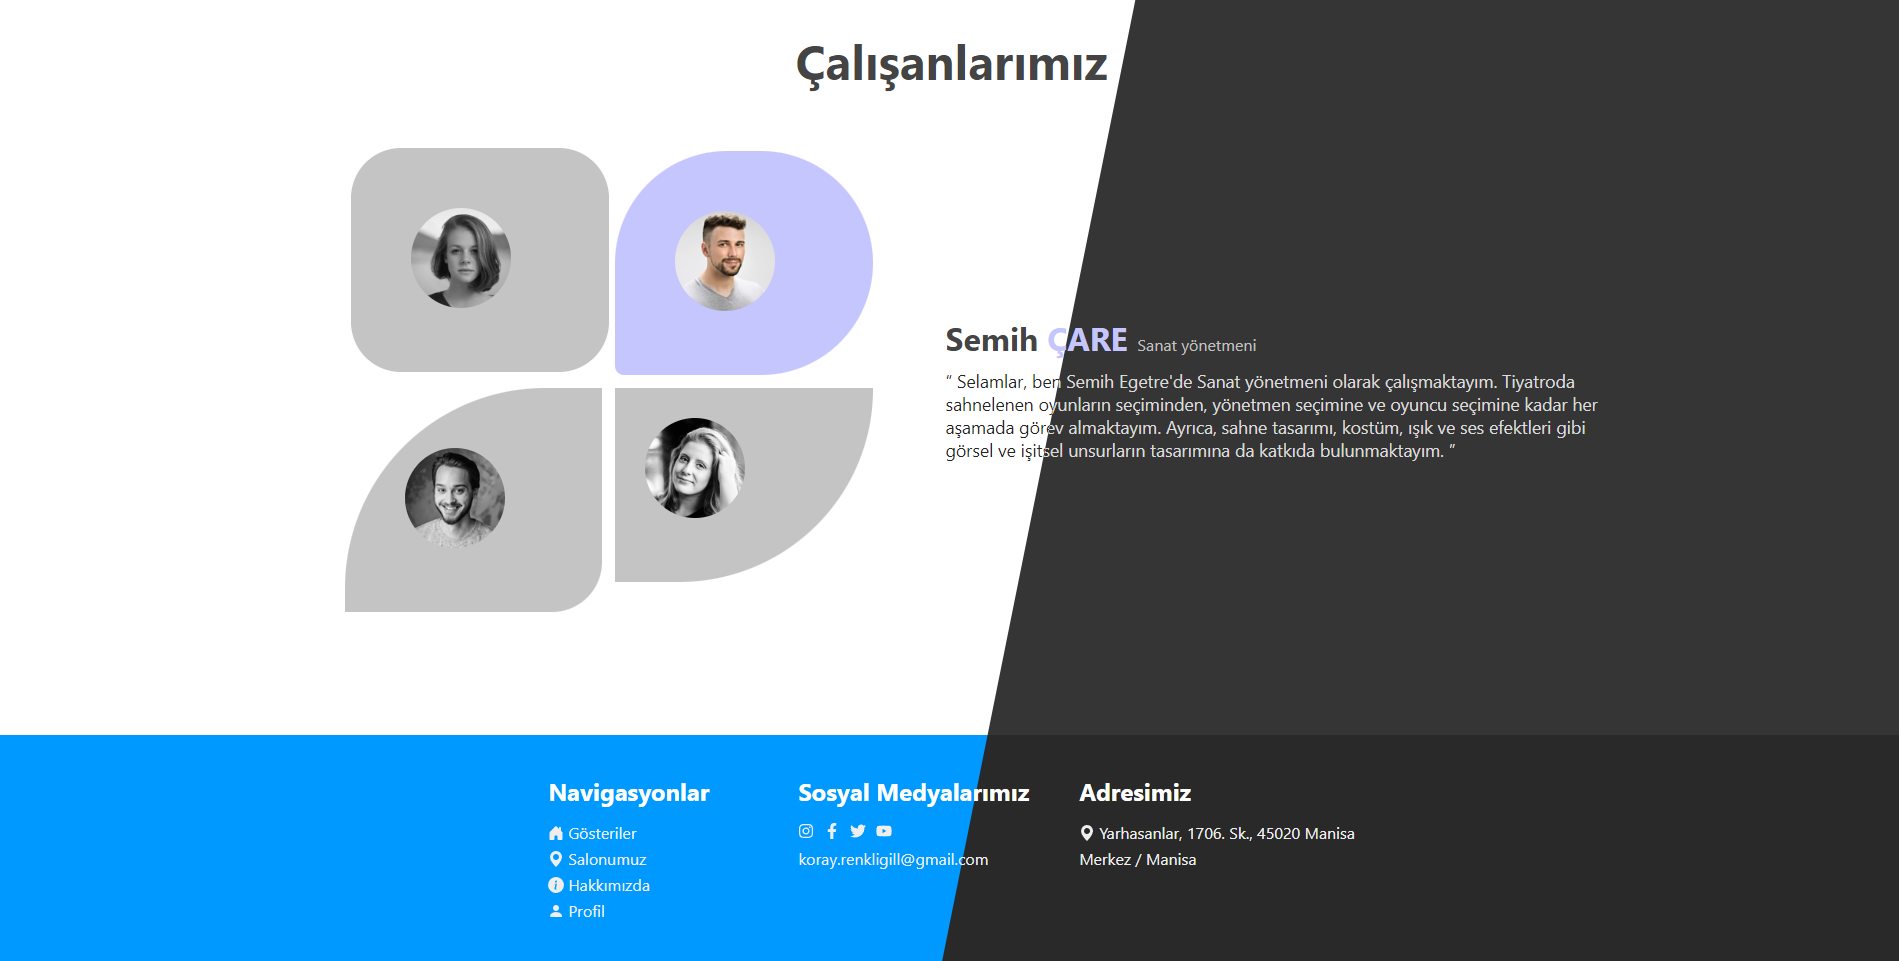 Çalışanlarımız
Semih ÇARE Sanat yönetmeni
“ Selamlar, ben Semih Egetre'de Sanat yönetmeni olarak çalışmaktayım. Tiyatroda
sahnelenen oyunların seçiminden, yönetmen seçimine ve oyuncu seçimine kadar her
aşamada görev almaktayım. Ayrıca, sahne tasarımı, kostüm, ışık ve ses efektleri gibi
görsel ve işitsel unsurların tasarımına da katkıda bulunmaktayım. ”
Navigasyonlar
Gösteriler
Salonumuz
Hakkımızda
Profil
Sosyal Medyalarımız
koray.renkligill@gmail.com
Adresimiz
Yarhasanlar, 1706. Sk., 45020 Manisa
Merkez / Manisa